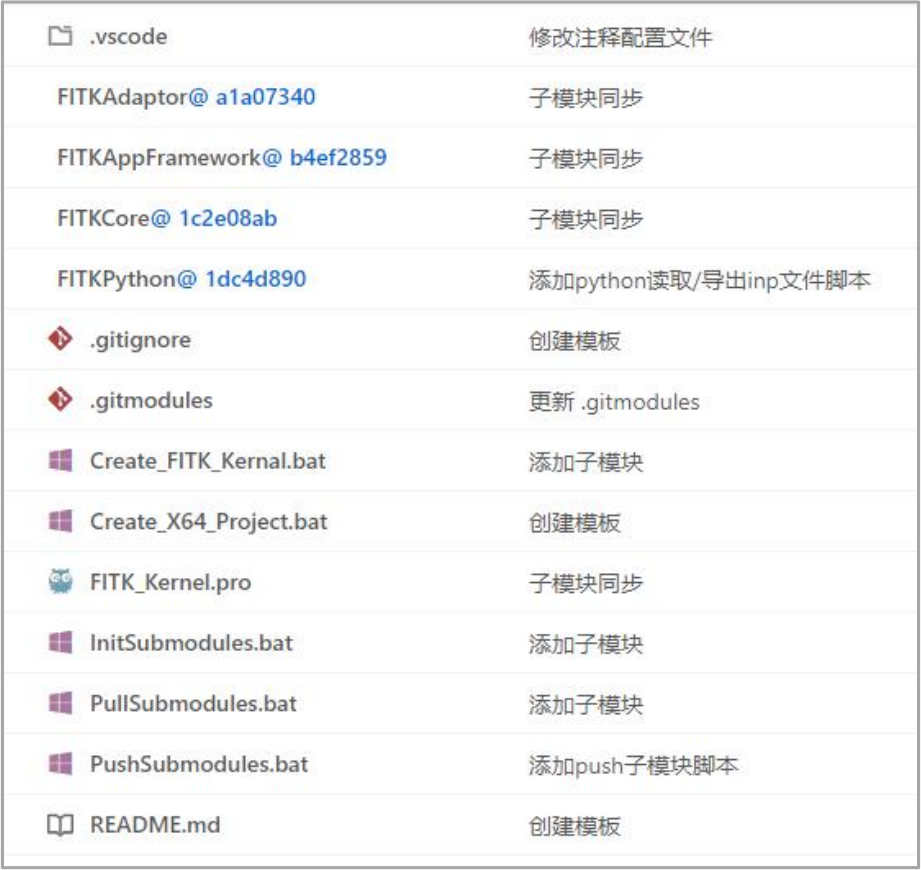 .vscode 修改注释配置文件
FITKAdaptor@ a1a07340 子模块同步
FITKAppFramework@ b4ef2859 子模块同步
FITKCore@ 1c2e08ab 子模块同步
FITKPython@ 1dc4d890 添加python读取/导出inp文件脚本
.gitignore 创建模板
.gitmodules 更新 .gitmodules
Create_FITK_Kernal.bat 添加子模块
Create_X64_Project.bat 创建模板
FITK_Kernel.pro 子模块同步
InitSubmodules.bat 添加子模块
PullSubmodules.bat 添加子模块
PushSubmodules.bat 添加push子模块脚本
README.md 创建模板